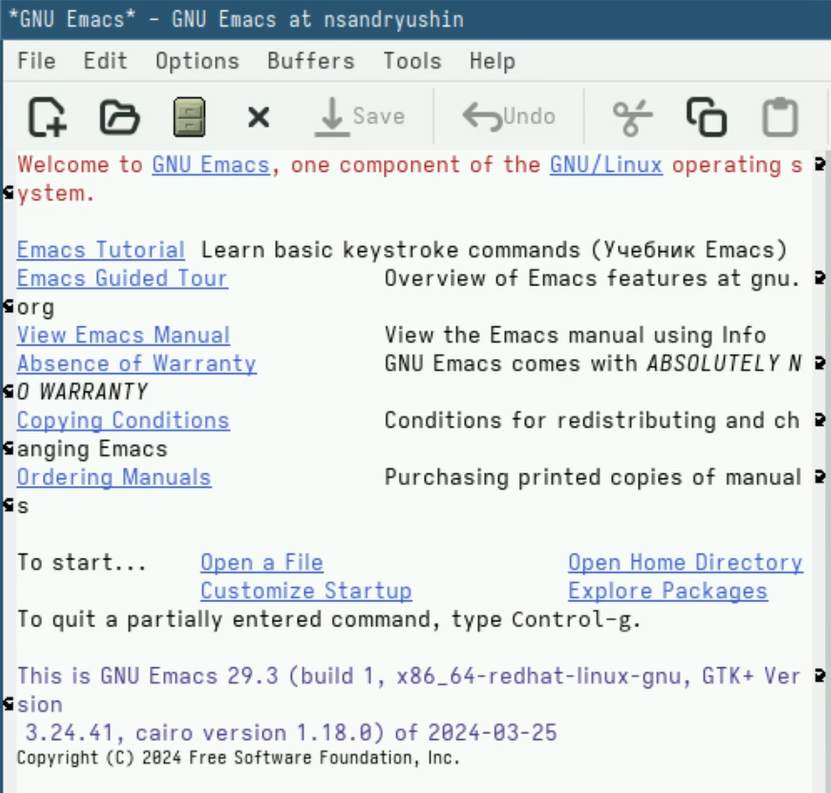 *GNU Emacs* - GNU Emacs at nsandryushin
File Edit Options Buffers Tools Help
Save Undo
Welcome to GNU Emacs, one component of the GNU/Linux operating s
ystem.
Emacs Tutorial Learn basic keystroke commands (Учебник Emacs)
Emacs Guided Tour Overview of Emacs features at gnu.
org
View Emacs Manual View the Emacs manual using Info
Absence of Warranty GNU Emacs comes with ABSOLUTELY N
O WARRANTY
Copying Conditions Conditions for redistributing and ch
anging Emacs
Ordering Manuals Purchasing printed copies of manual
s
To start... Open a File Open Home Directory
Customize Startup Explore Packages
To quit a partially entered command, type Control-g.
This is GNU Emacs 29.3 (build 1, x86_64-redhat-linux-gnu, GTK+ Ver
sion
3.24.41, cairo version 1.18.0) of 2024-03-25
Copyright (C) 2024 Free Software Foundation, Inc.